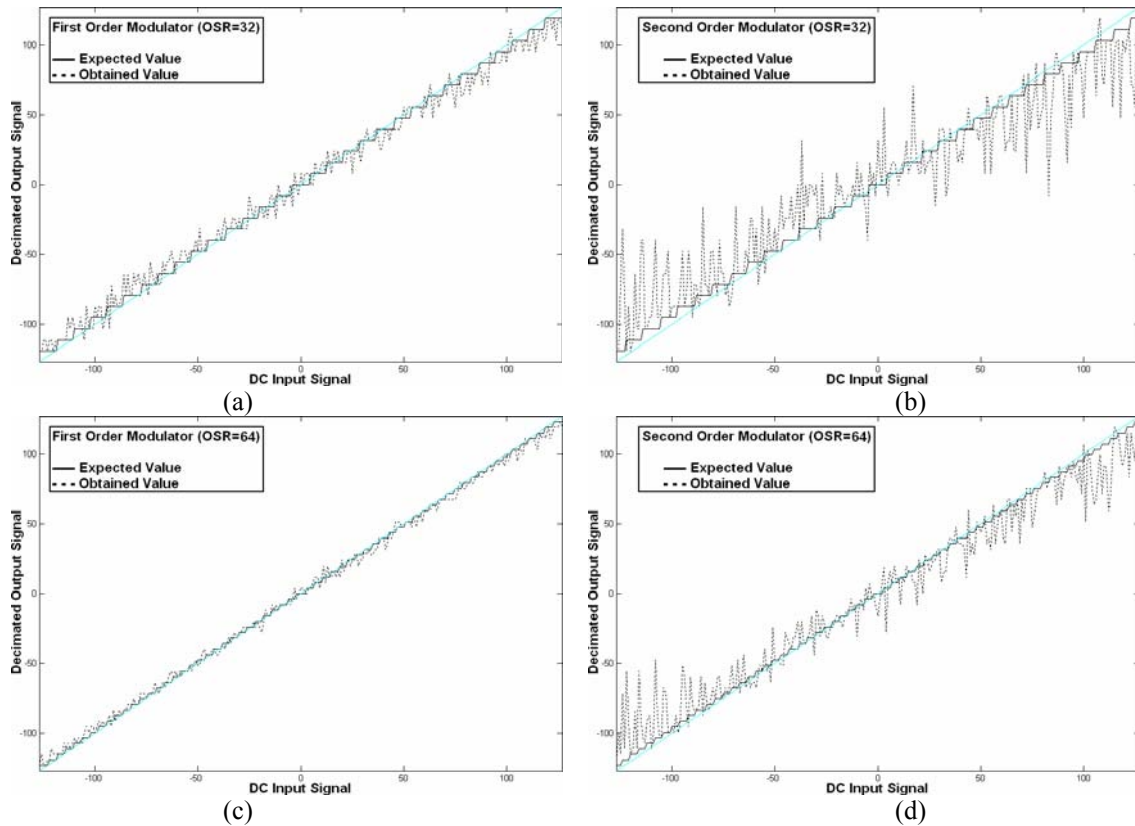 First Order Modulator (OSR=32)
Expected Value
Obtained Value
Decimated Output Signal
100
50
0
-50
-100
-100
-50
0
50
100
DC Input Signal
(a)
Second Order Modulator (OSR=32)
Expected Value
Obtained Value
Decimated Output Signal
100
50
0
-50
-100
-100
-50
0
50
100
DC Input Signal
(b)
First Order Modulator (OSR=64)
Expected Value
Obtained Value
Decimated Output Signal
100
50
0
-50
-100
-100
-50
0
50
100
DC Input Signal
(c)
Second Order Modulator (OSR=64)
Expected Value
Obtained Value
Decimated Output Signal
100
50
0
-50
-100
-100
-50
0
50
100
DC Input Signal
(d)